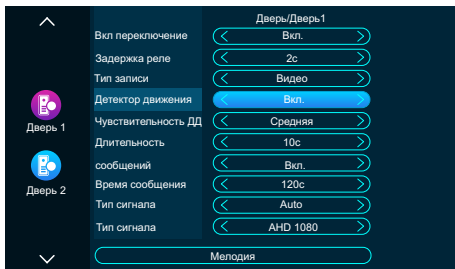 Дверь/Дверь1
Вкл переключение Вкл.
Задержка реле 2с
Тип записи Видео
Детектор движения Вкл.
Чувствительность ДД Средняя
Длительность 10с
сообщений Вкл.
Время сообщения 120с
Тип сигнала Auto
Тип сигнала AHD 1080
Мелодия
Дверь 1
Дверь 2